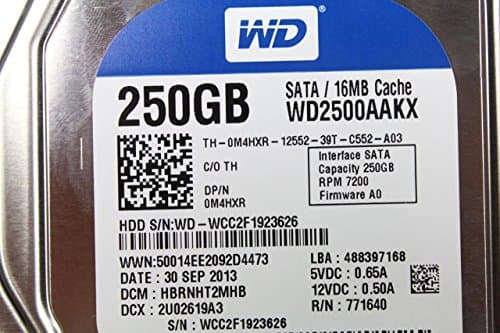 WD
250GB
SATA / 16MB Cache
WD2500AAKX
TH-0M4HXR-12552-39T-C552-A03
C/O TH
DP/N
0M4HXR
Interface SATA
Capacity 250GB
RPM 7200
Firmware A0
HDD S/N:WD-WCC2F1923626
WWN:50014EE2092D4473
DATE : 30 SEP 2013
DCM : HBRNHT2MHB
DCX : 2U02619A3
LBA : 488397168
5VDC : 0.65A
12VDC : 0.50A
R/N : 771640
S/N : WCC2F1923626